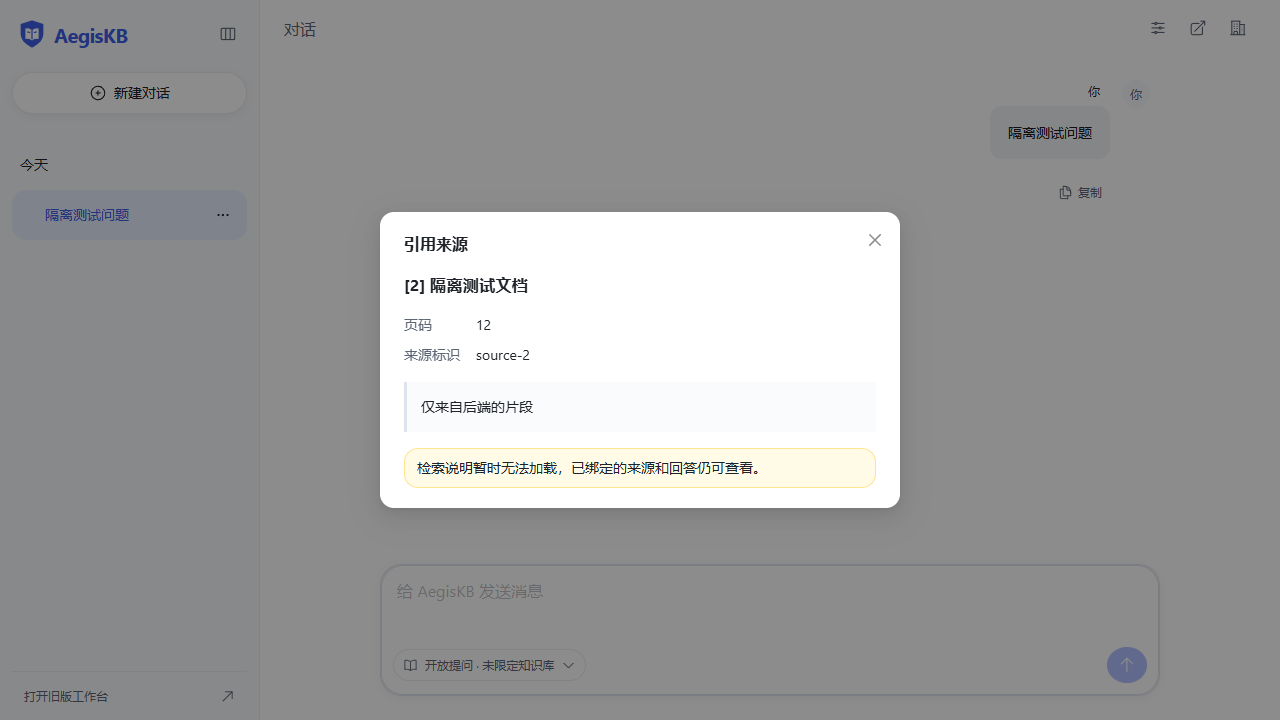 AegisKB
新建对话
今天
隔离测试问题
打开旧版工作台
对话
你
你
隔离测试问题
复制
引用来源
[2] 隔离测试文档
页码 12
来源标识 source-2
仅来自后端的片段
检索说明暂时无法加载，已绑定的来源和回答仍可查看。
给 AegisKB 发送消息
开放提问 · 未限定知识库